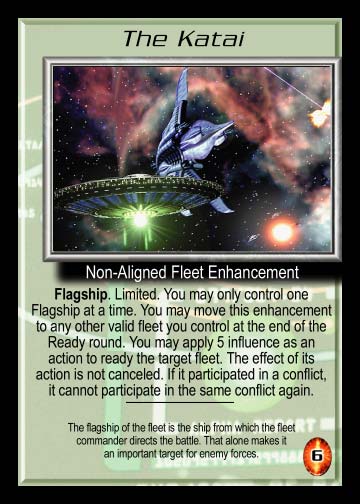 The Katai
Non-Aligned Fleet Enhancement
Flagship. Limited. You may only control one
Flagship at a time. You may move this enhancement
to any other valid fleet you control at the end of the
Ready round. You may apply 5 influence as an
action to ready the target fleet. The effect of its
action is not canceled. If it participated in a conflict,
it cannot participate in the same conflict again.
The flagship of the fleet is the ship from which the fleet
commander directs the battle. That alone makes it
an important target for enemy forces.
6